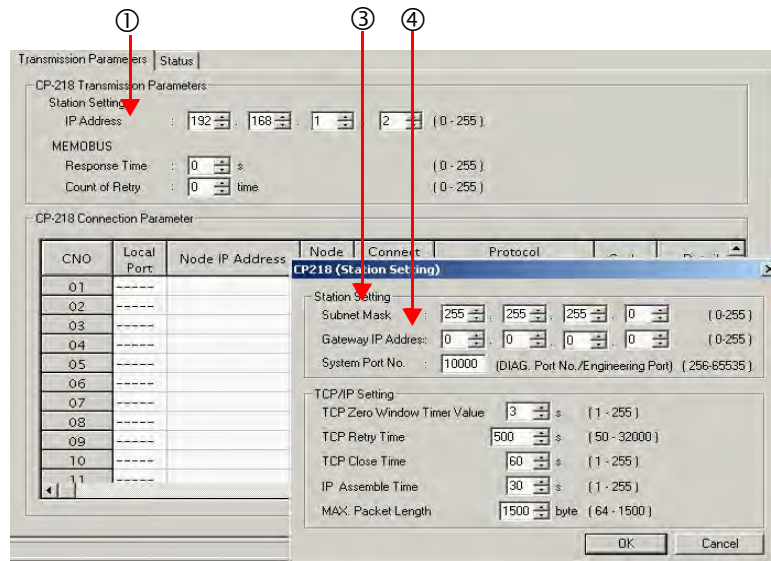 ① ③ ④
Transmission Parameters Status
CP-218 Transmission Parameters
Station Setting
IP Address : 192 . 168 . 1 . 2 ( 0 - 255 )
MEMOBUS
Response Time : 0 s ( 0 - 255 )
Count of Retry : 0 time ( 0 - 255 )
CP-218 Connection Parameter
CNO Local Port Node IP Address Node Connect Protocol
01 -----
02 -----
03 -----
04 -----
05 -----
06 -----
07 -----
08 -----
09 -----
10 -----
11 -----
CP218 (Station Setting)
Station Setting
Subnet Mask : 255 . 255 . 255 . 0 ( 0-255 )
Gateway IP Addres: 0 . 0 . 0 . 0 ( 0-255 )
System Port No. : 10000 (DIAG. Port No./Engineering Port) ( 256-65535 )
TCP/IP Setting
TCP Zero Window Timer Value 3 s ( 1 - 255 )
TCP Retry Time 500 s ( 50 - 32000 )
TCP Close Time 60 s ( 1 - 255 )
IP Assemble Time 30 s ( 1 - 255 )
MAX. Packet Length 1500 byte ( 64 - 1500 )
OK Cancel